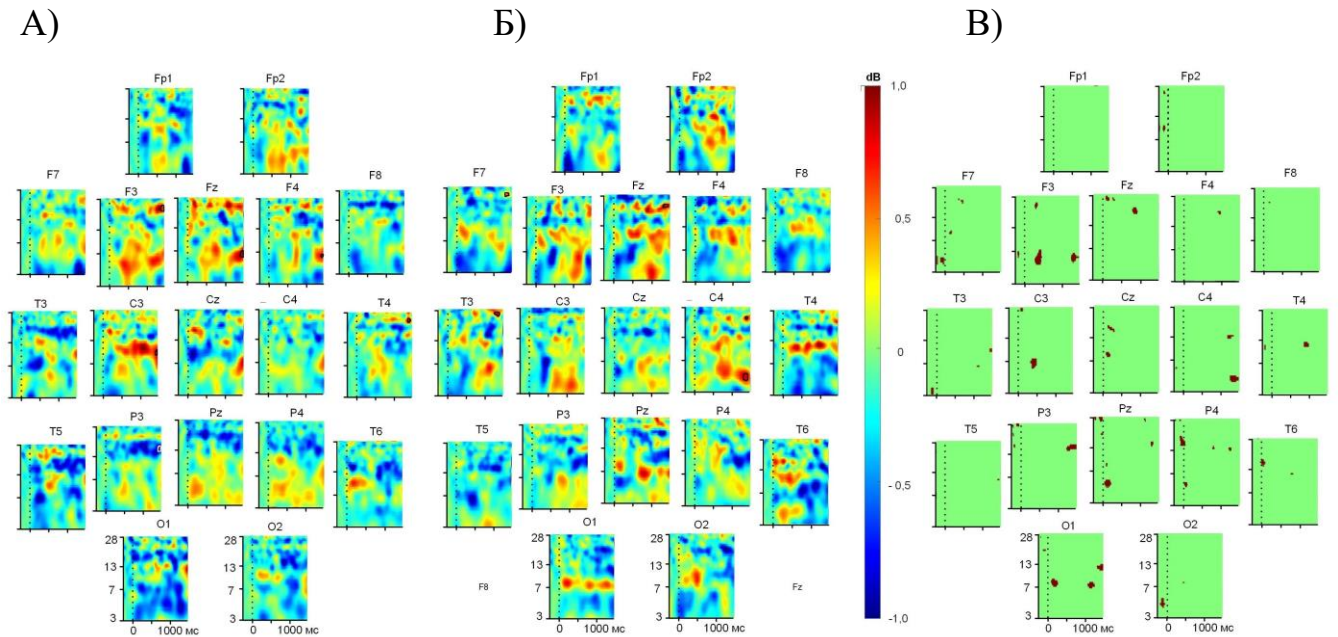 А) Б) В)
Fp1 Fp2 Fp1 Fp2 dB Fp1 Fp2
1,0
F7 F3 Fz F4 F8 F7 F3 Fz F4 F8 F7 F3 Fz F4 F8
0,5
T3 C3 Cz C4 T4 T3 C3 Cz C4 T4 T3 C3 Cz C4 T4
0
T5 P3 Pz P4 T6 T5 P3 Pz P4 T6 T5 P3 Pz P4 T6
- 0,5
O1 O2 O1 O2 O1 O2
28 28 28 28 28 28
13 13 13 13 13 13
7 7 F8 7 7 Fz 7 7
3 3 3 3 -1,0 3 3
0 1000 мс 0 1000 мс 0 1000 мс 0 1000 мс 0 1000 мс 0 1000 мс